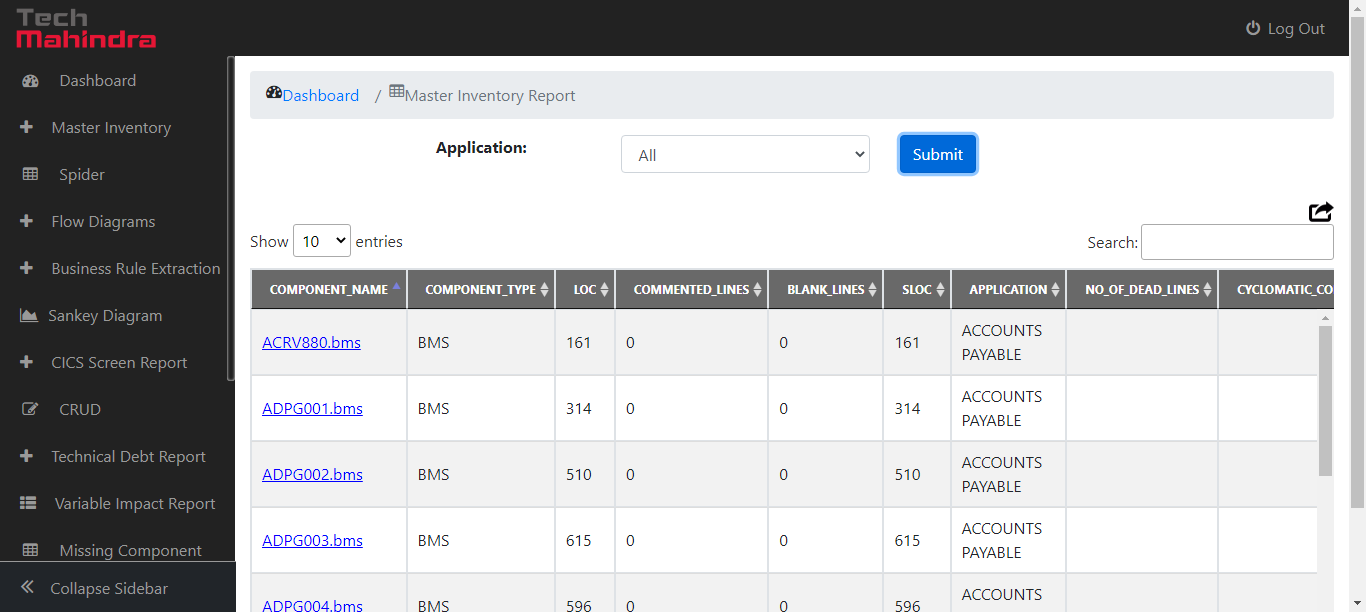 Tech
Mahindra
Log Out
Dashboard
Master Inventory
Spider
Flow Diagrams
Business Rule Extraction
Sankey Diagram
CICS Screen Report
CRUD
Technical Debt Report
Variable Impact Report
Missing Component
Collapse Sidebar
Dashboard / Master Inventory Report
Application: All Submit
Show 10 entries Search:
COMPONENT_NAME COMPONENT_TYPE LOC COMMENTED_LINES BLANK_LINES SLOC APPLICATION NO_OF_DEAD_LINES CYCLOMATIC_CO
ACRV880.bms BMS 161 0 0 161 ACCOUNTS
PAYABLE
ADPG001.bms BMS 314 0 0 314 ACCOUNTS
PAYABLE
ADPG002.bms BMS 510 0 0 510 ACCOUNTS
PAYABLE
ADPG003.bms BMS 615 0 0 615 ACCOUNTS
PAYABLE
ADPG004.bms BMS 596 0 0 596 ACCOUNTS